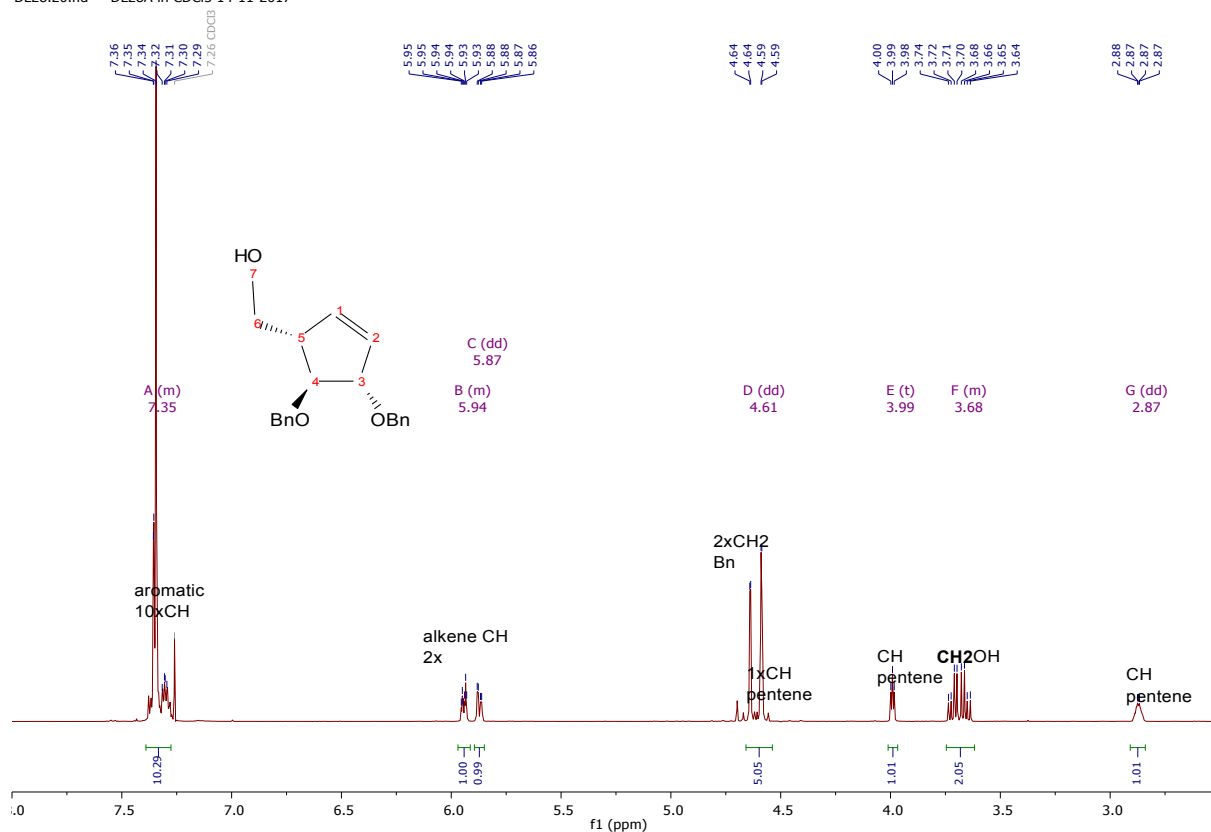 7.36
7.35
7.34
7.32
7.31
7.30
7.29
7.26 CDCl3
5.95
5.95
5.94
5.94
5.93
5.93
5.88
5.88
5.87
5.86
4.64
4.64
4.59
4.59
4.00
3.99
3.98
3.74
3.72
3.71
3.70
3.68
3.66
3.65
3.64
2.88
2.87
2.87
2.87
HO
7
6
5
1
2
4
3
BnO
OBn
A (m)
7.35
C (dd)
5.87
B (m)
5.94
D (dd)
4.61
E (t)
3.99
F (m)
3.68
G (dd)
2.87
aromatic
10xCH
alkene CH
2x
2xCH2
Bn
1xCH
pentene
CH
pentene
CH2OH
CH
pentene
10.29
1.00
0.99
5.05
1.01
2.05
1.01
7.5
7.0
6.5
6.0
5.5
5.0
4.5
4.0
3.5
3.0
f1 (ppm)